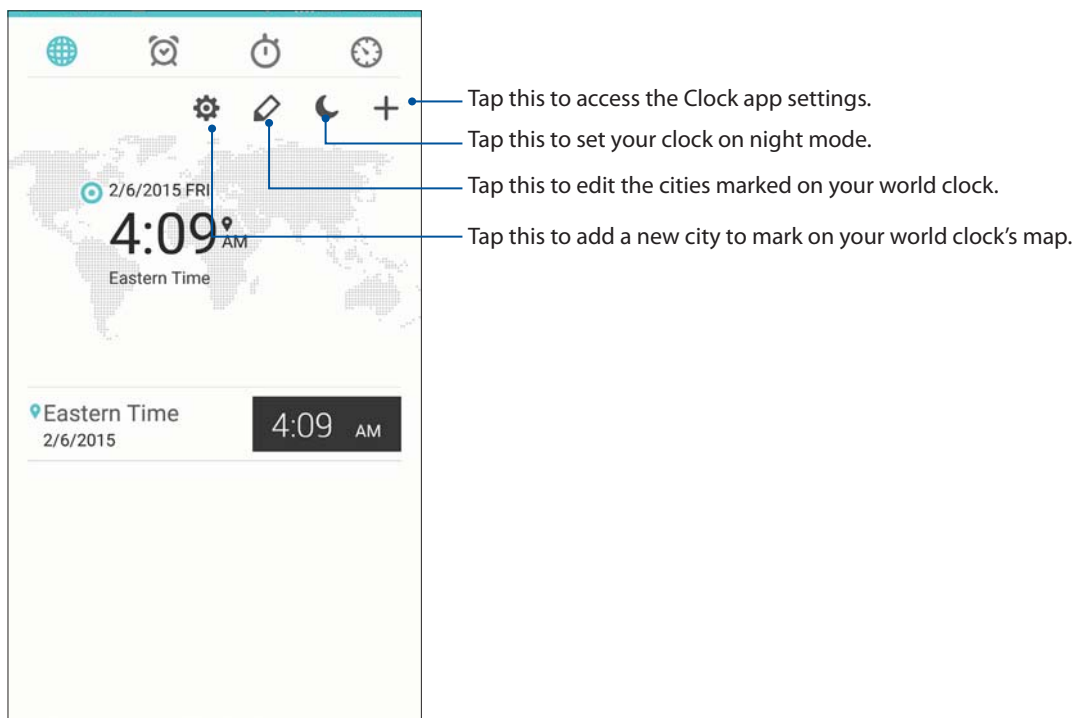 Tap this to access the Clock app settings.
Tap this to set your clock on night mode.
2/6/2015 FRI
Tap this to edit the cities marked on your world clock.
4:09 AM
Tap this to add a new city to mark on your world clock's map.
Eastern Time
Eastern Time
4:09 AM
2/6/2015